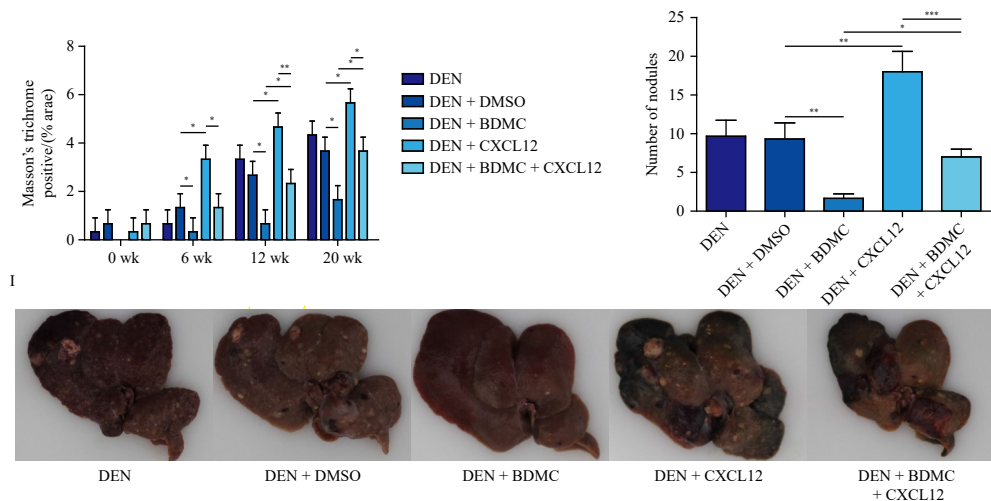 8
6
4
2
0
Masson's trichrome
positive/(% arae)
*
*
*
*
*
*
**
*
*
*
*
0 wk
6 wk
12 wk
20 wk
DEN
DEN + DMSO
DEN + BDMC
DEN + CXCL12
DEN + BDMC + CXCL12
25
20
15
10
5
0
Number of nodules
***
*
**
**
DEN
DEN + DMSO
DEN + BDMC
DEN + CXCL12
DEN + BDMC
+ CXCL12
I
DEN
DEN + DMSO
DEN + BDMC
DEN + CXCL12
DEN + BDMC
+ CXCL12